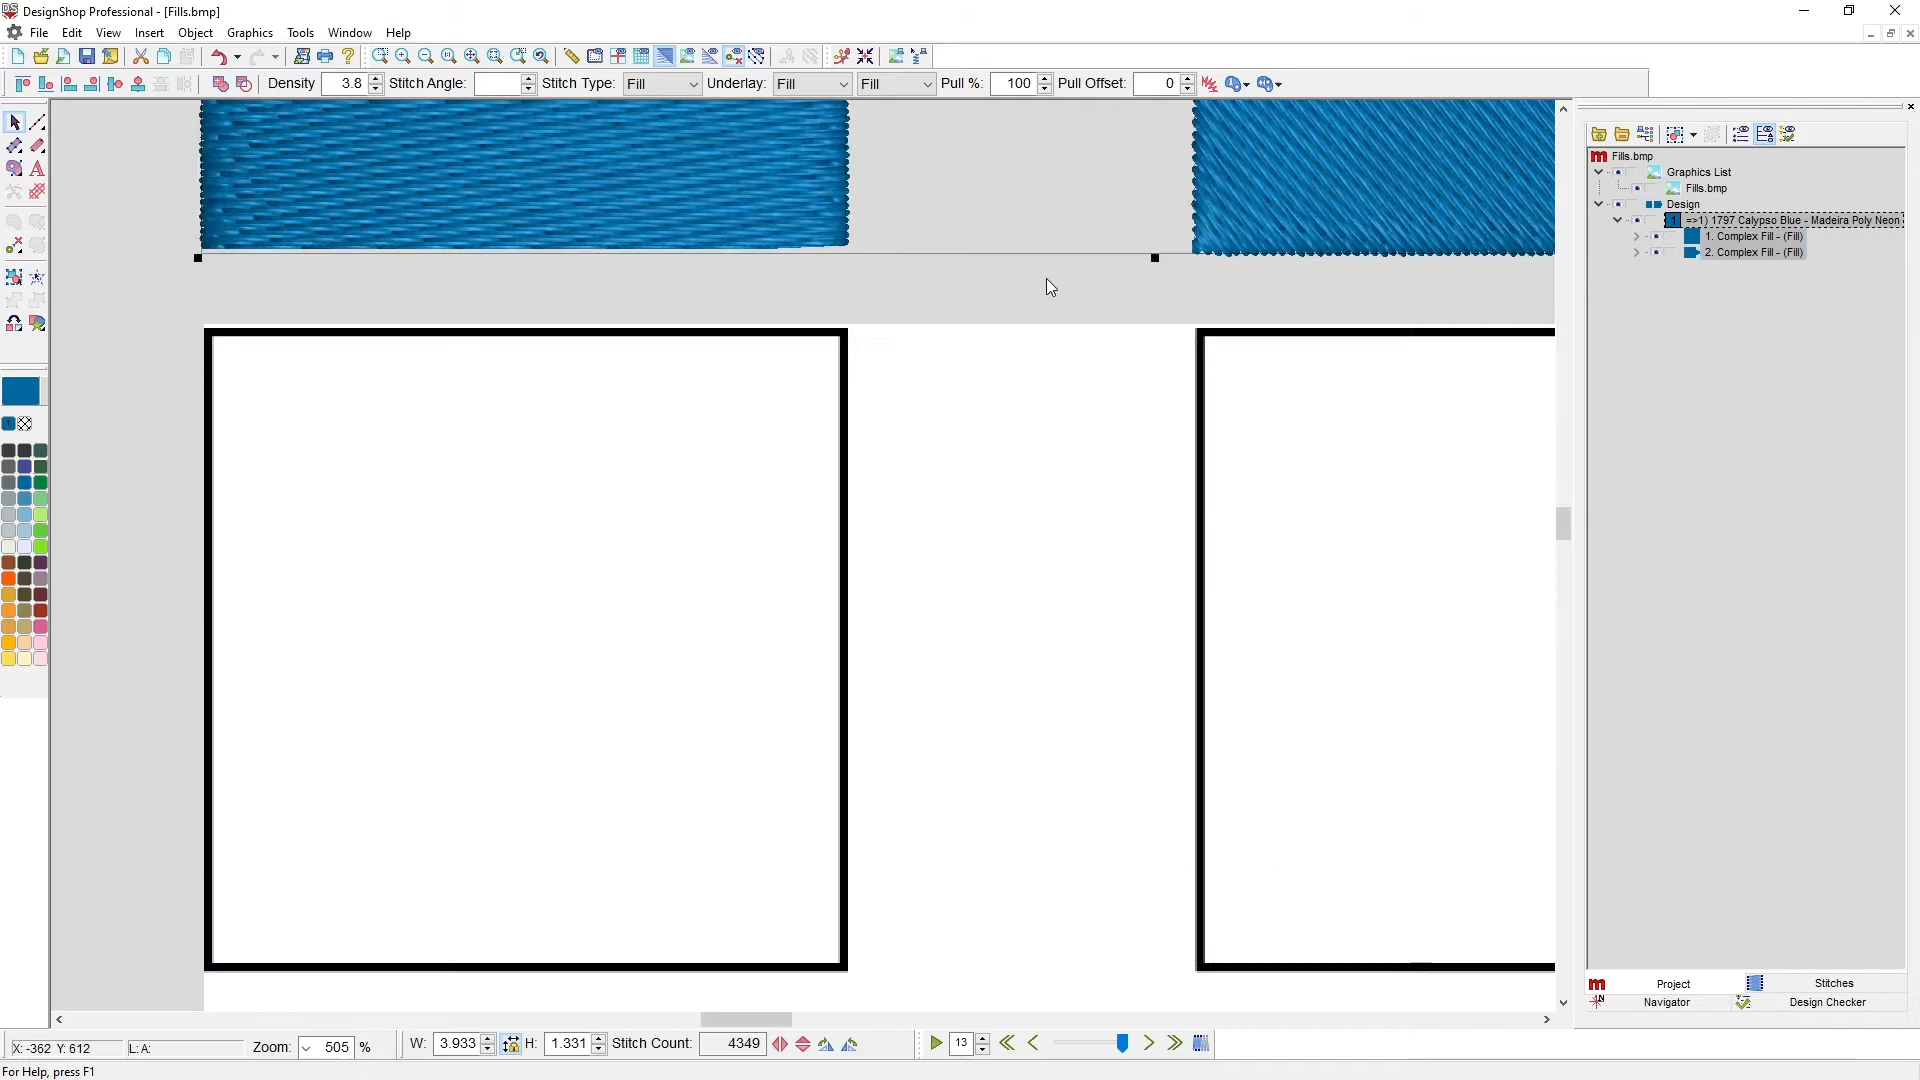 DesignShop Professional - [Fills.bmp]
File Edit View Insert Object Graphics Tools Window Help
Density 3.8 Stitch Angle: Stitch Type: Fill Underlay: Fill Fill Pull %: 100 Pull Offset: 0
Fills.bmp
Graphics List
Fills.bmp
Design
1 =>1) 1797 Calypso Blue - Madeira Poly Neon
1. Complex Fill - (Fill)
2. Complex Fill - (Fill)
1
Project Stitches
Navigator Design Checker
X: -362 Y: 612 L: A: Zoom: 505 % W: 3.933 H: 1.331 Stitch Count: 4349 13
For Help, press F1